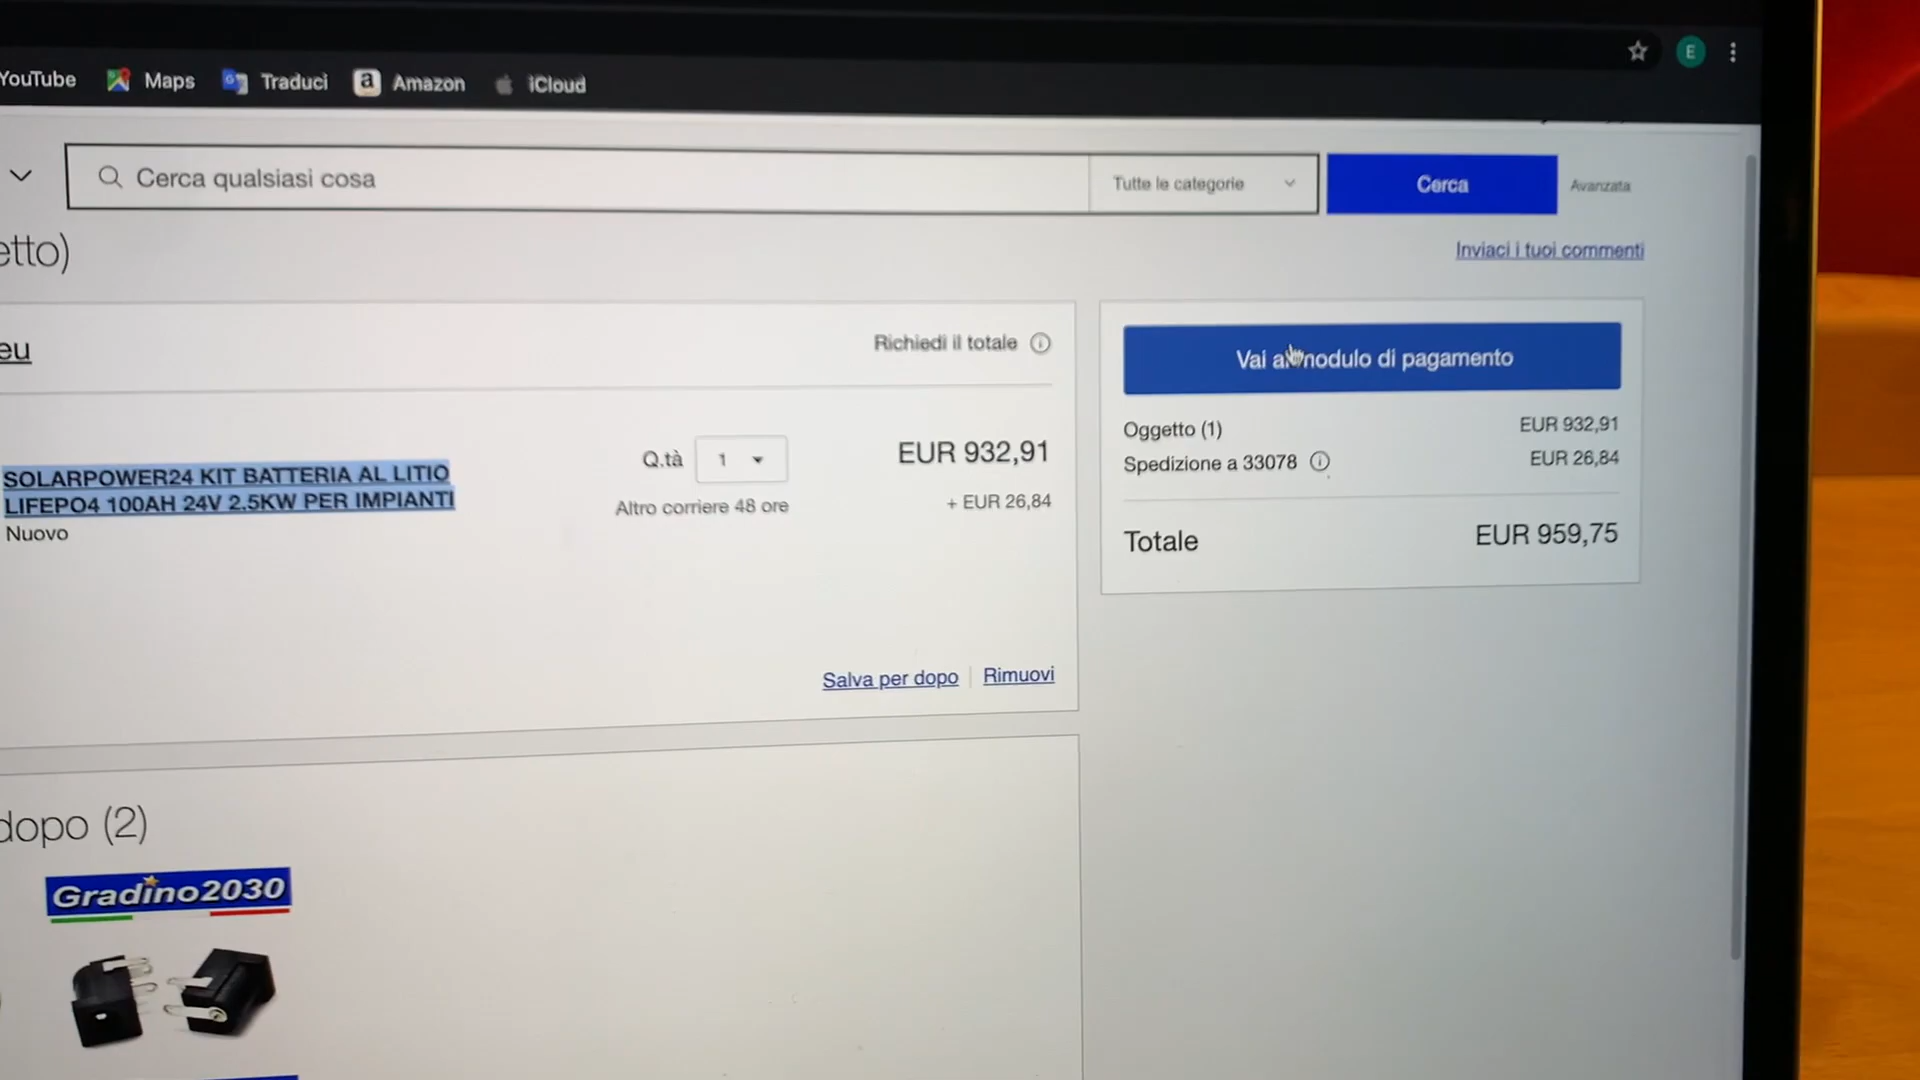 YouTube
Maps
Traduci
Amazon
iCloud
E
Cerca qualsiasi cosa
Tutte le categorie
Cerca
Avanzata
etto)
Inviaci i tuoi commenti
eu
Richiedi il totale
Vai al modulo di pagamento
SOLARPOWER24 KIT BATTERIA AL LITIO
LIFEPO4 100AH 24V 2.5KW PER IMPIANTI
Nuovo
Q.tà 1
EUR 932,91
Altro corriere 48 ore
+ EUR 26,84
Oggetto (1) EUR 932,91
Spedizione a 33078 EUR 26,84
Totale EUR 959,75
Salva per dopo
Rimuovi
dopo (2)
Gradino2030